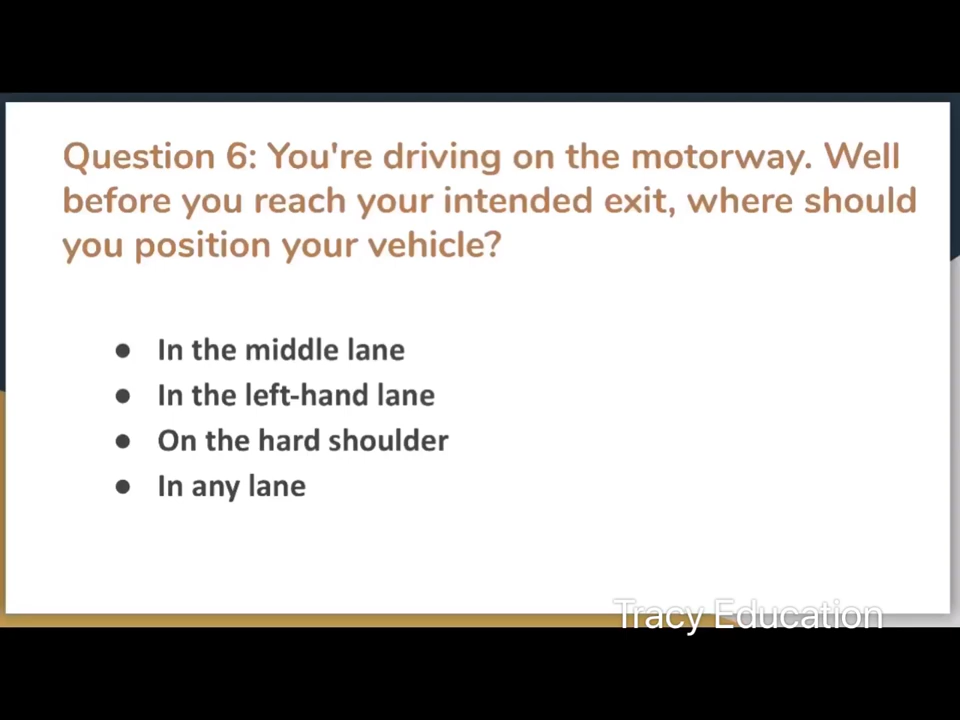 Question 6: You're driving on the motorway. Well
before you reach your intended exit, where should
you position your vehicle?
● In the middle lane
● In the left-hand lane
● On the hard shoulder
● In any lane
Tracy Education